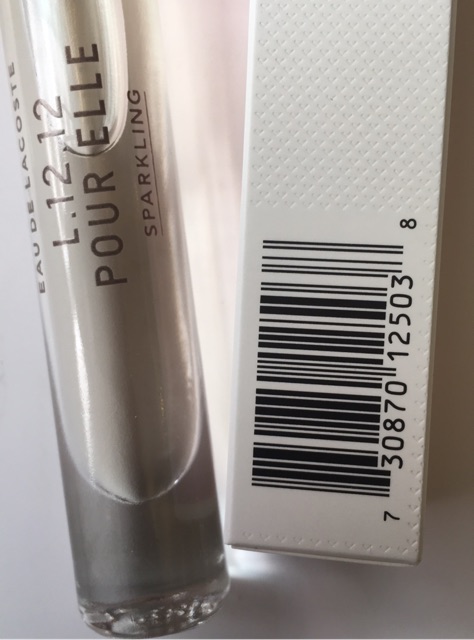 EAU DE LACOSTE
L.12.12
POUR ELLE
SPARKLING
7 30870 12503 8